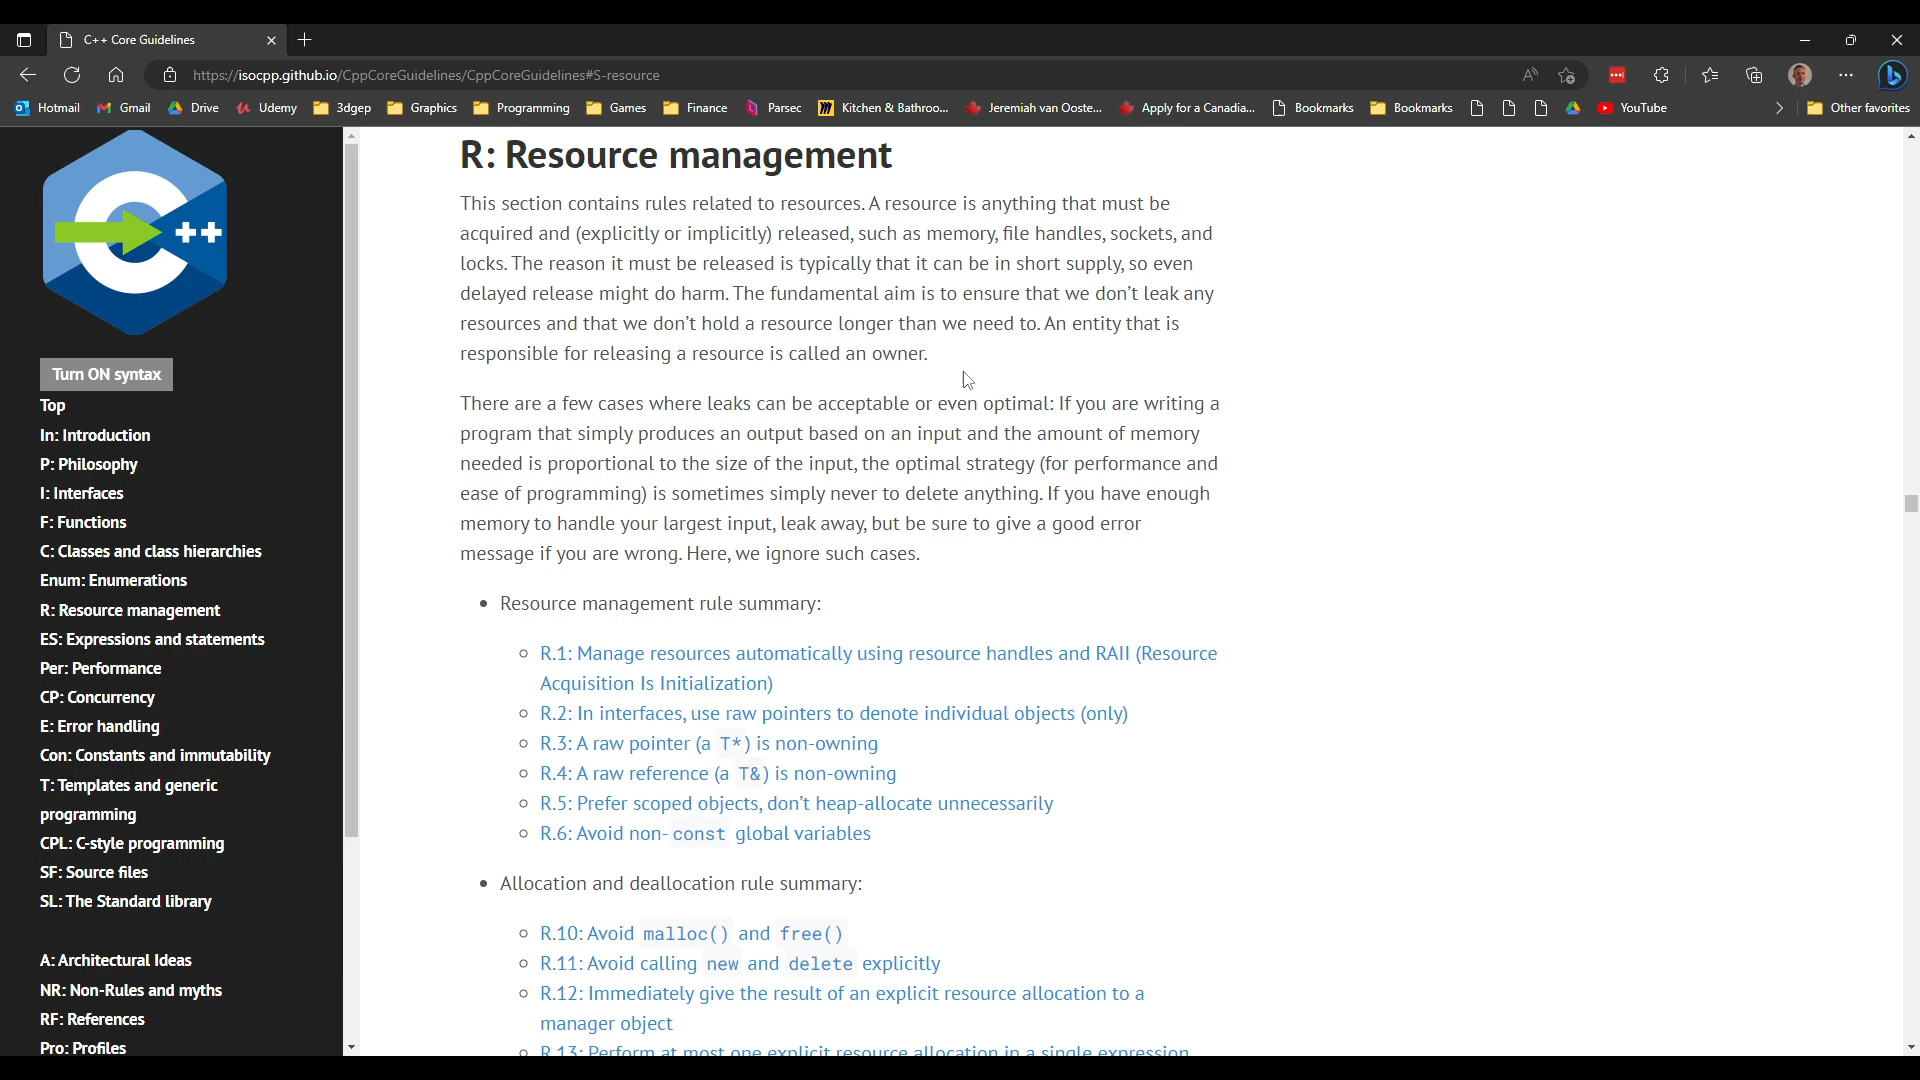 C++ Core Guidelines
https://isocpp.github.io/CppCoreGuidelines/CppCoreGuidelines#S-resource
Hotmail Gmail Drive Udemy 3dgep Graphics Programming Games Finance Parsec Kitchen & Bathroo... Jeremiah van Ooste... Apply for a Canadia... Bookmarks Bookmarks YouTube Other favorites
++
Turn ON syntax
Top
In: Introduction
P: Philosophy
I: Interfaces
F: Functions
C: Classes and class hierarchies
Enum: Enumerations
R: Resource management
ES: Expressions and statements
Per: Performance
CP: Concurrency
E: Error handling
Con: Constants and immutability
T: Templates and generic
programming
CPL: C-style programming
SF: Source files
SL: The Standard library
A: Architectural Ideas
NR: Non-Rules and myths
RF: References
Pro: Profiles
R: Resource management
This section contains rules related to resources. A resource is anything that must be
acquired and (explicitly or implicitly) released, such as memory, file handles, sockets, and
locks. The reason it must be released is typically that it can be in short supply, so even
delayed release might do harm. The fundamental aim is to ensure that we don’t leak any
resources and that we don’t hold a resource longer than we need to. An entity that is
responsible for releasing a resource is called an owner.
There are a few cases where leaks can be acceptable or even optimal: If you are writing a
program that simply produces an output based on an input and the amount of memory
needed is proportional to the size of the input, the optimal strategy (for performance and
ease of programming) is sometimes simply never to delete anything. If you have enough
memory to handle your largest input, leak away, but be sure to give a good error
message if you are wrong. Here, we ignore such cases.
• Resource management rule summary:
○ R.1: Manage resources automatically using resource handles and RAII (Resource
Acquisition Is Initialization)
○ R.2: In interfaces, use raw pointers to denote individual objects (only)
○ R.3: A raw pointer (a T*) is non-owning
○ R.4: A raw reference (a T&) is non-owning
○ R.5: Prefer scoped objects, don’t heap-allocate unnecessarily
○ R.6: Avoid non-const global variables
• Allocation and deallocation rule summary:
○ R.10: Avoid malloc() and free()
○ R.11: Avoid calling new and delete explicitly
○ R.12: Immediately give the result of an explicit resource allocation to a
manager object
○ R.13: Perform at most one explicit resource allocation in a single expression